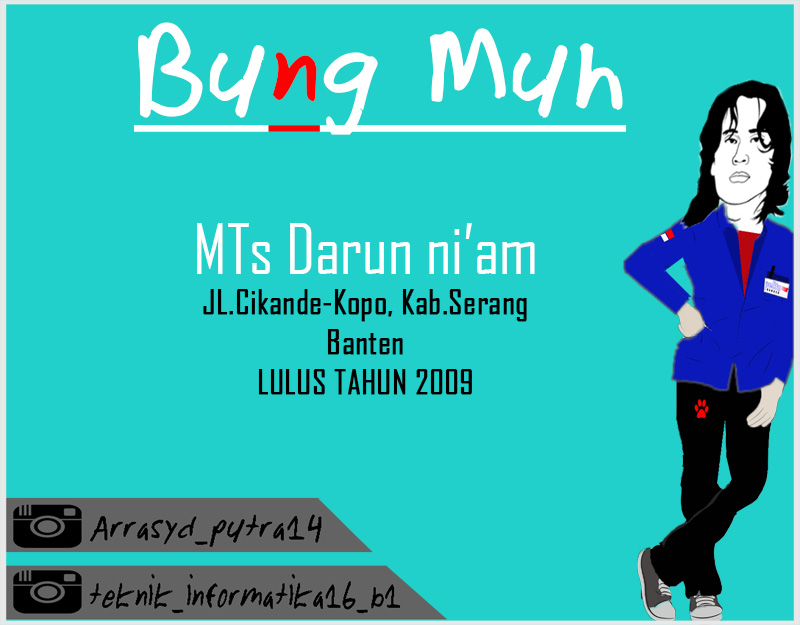 Bung Muh
MTs Darun ni'am
JL.Cikande-Kopo, Kab.Serang
Banten
LULUS TAHUN 2009
Arrasyd_putra14
teknik_informatika16_b1